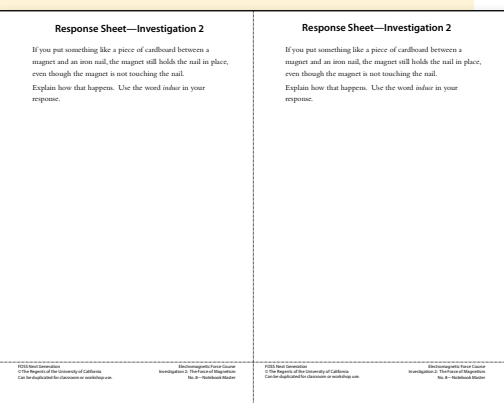 Response Sheet—Investigation 2
If you put something like a piece of cardboard between a
magnet and an iron nail, the magnet still holds the nail in place,
even though the magnet is not touching the nail.
Explain how that happens. Use the word induce in your
response.
FOSS Next Generation
©The Regents of the University of California
Can be duplicated for classroom or workshop use.
Electromagnetic Force Course
Investigation 2: The Force of Magnetism
No. 8—Notebook Master
Response Sheet—Investigation 2
If you put something like a piece of cardboard between a
magnet and an iron nail, the magnet still holds the nail in place,
even though the magnet is not touching the nail.
Explain how that happens. Use the word induce in your
response.
FOSS Next Generation
©The Regents of the University of California
Can be duplicated for classroom or workshop use.
Electromagnetic Force Course
Investigation 2: The Force of Magnetism
No. 8—Notebook Master